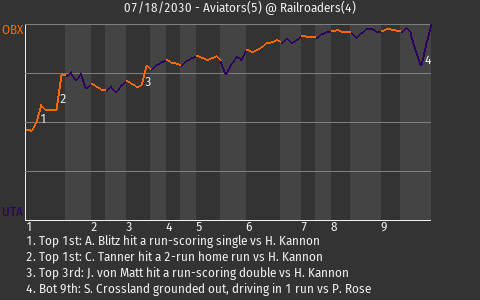 07/18/2030 - Aviators(5) @ Railroaders(4)
OBX
1
2
3
4
UTA
1 2 3 4 5 6 7 8 9
1. Top 1st: A. Blitz hit a run-scoring single vs H. Kannon
2. Top 1st: C. Tanner hit a 2-run home run vs H. Kannon
3. Top 3rd: J. von Matt hit a run-scoring double vs H. Kannon
4. Bot 9th: S. Crossland grounded out, driving in 1 run vs P. Rose